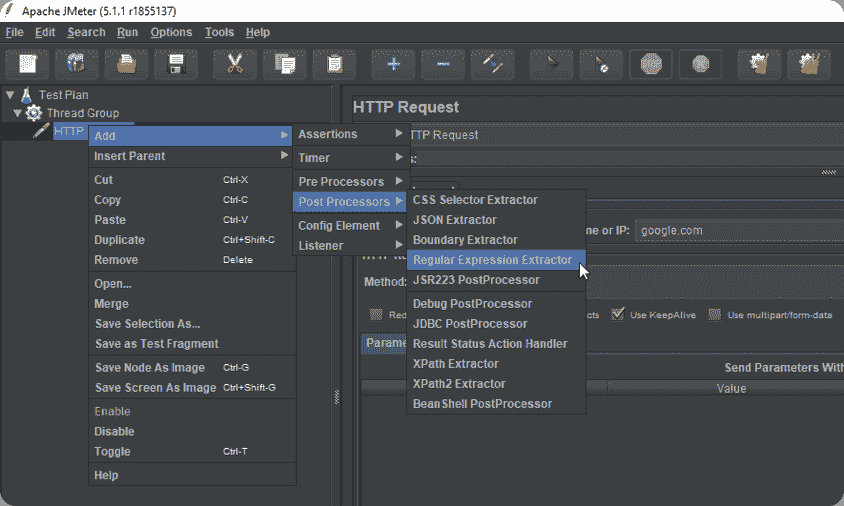 Apache JMeter (5.1.1 r1855137)
File Edit Search Run Options Tools Help
Test Plan
Thread Group
HTTP
Add
Insert Parent
Cut Ctrl-X
Copy Ctrl-C
Paste Ctrl-V
Duplicate Ctrl+Shift-C
Remove Delete
Open...
Merge
Save Selection As...
Save as Test Fragment
Save Node As Image Ctrl-G
Save Screen As Image Ctrl+Shift-G
Enable
Disable
Toggle Ctrl-T
Help
Assertions
Timer
Pre Processors
Post Processors
Config Element
Listener
CSS Selector Extractor
JSON Extractor
Boundary Extractor
Regular Expression Extractor
JSR223 PostProcessor
Debug PostProcessor
JDBC PostProcessor
Result Status Action Handler
XPath Extractor
XPath2 Extractor
BeanShell PostProcessor
HTTP Request
TTP Request
s:
me or IP: google.com
Method:
Red
cts Use KeepAlive Use multipart/form-data
Parame
Send Parameters With
Value